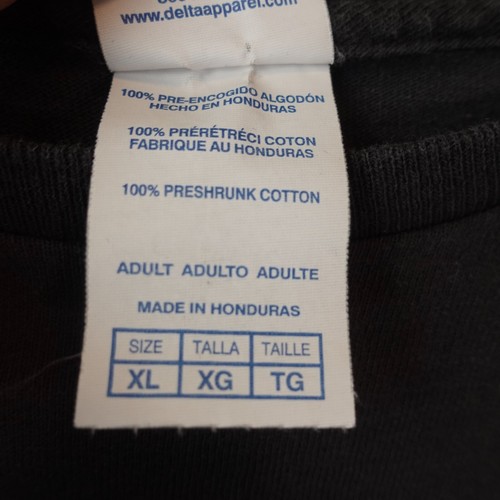 www.deltaapparel.com
100% PRE-ENCOGIDO ALGODÓN
HECHO EN HONDURAS
100% PRÉRÉTRÉCI COTON
FABRIQUE AU HONDURAS
100% PRESHRUNK COTTON
ADULT ADULTO ADULTE
MADE IN HONDURAS
SIZE TALLA TAILLE
XL XG TG